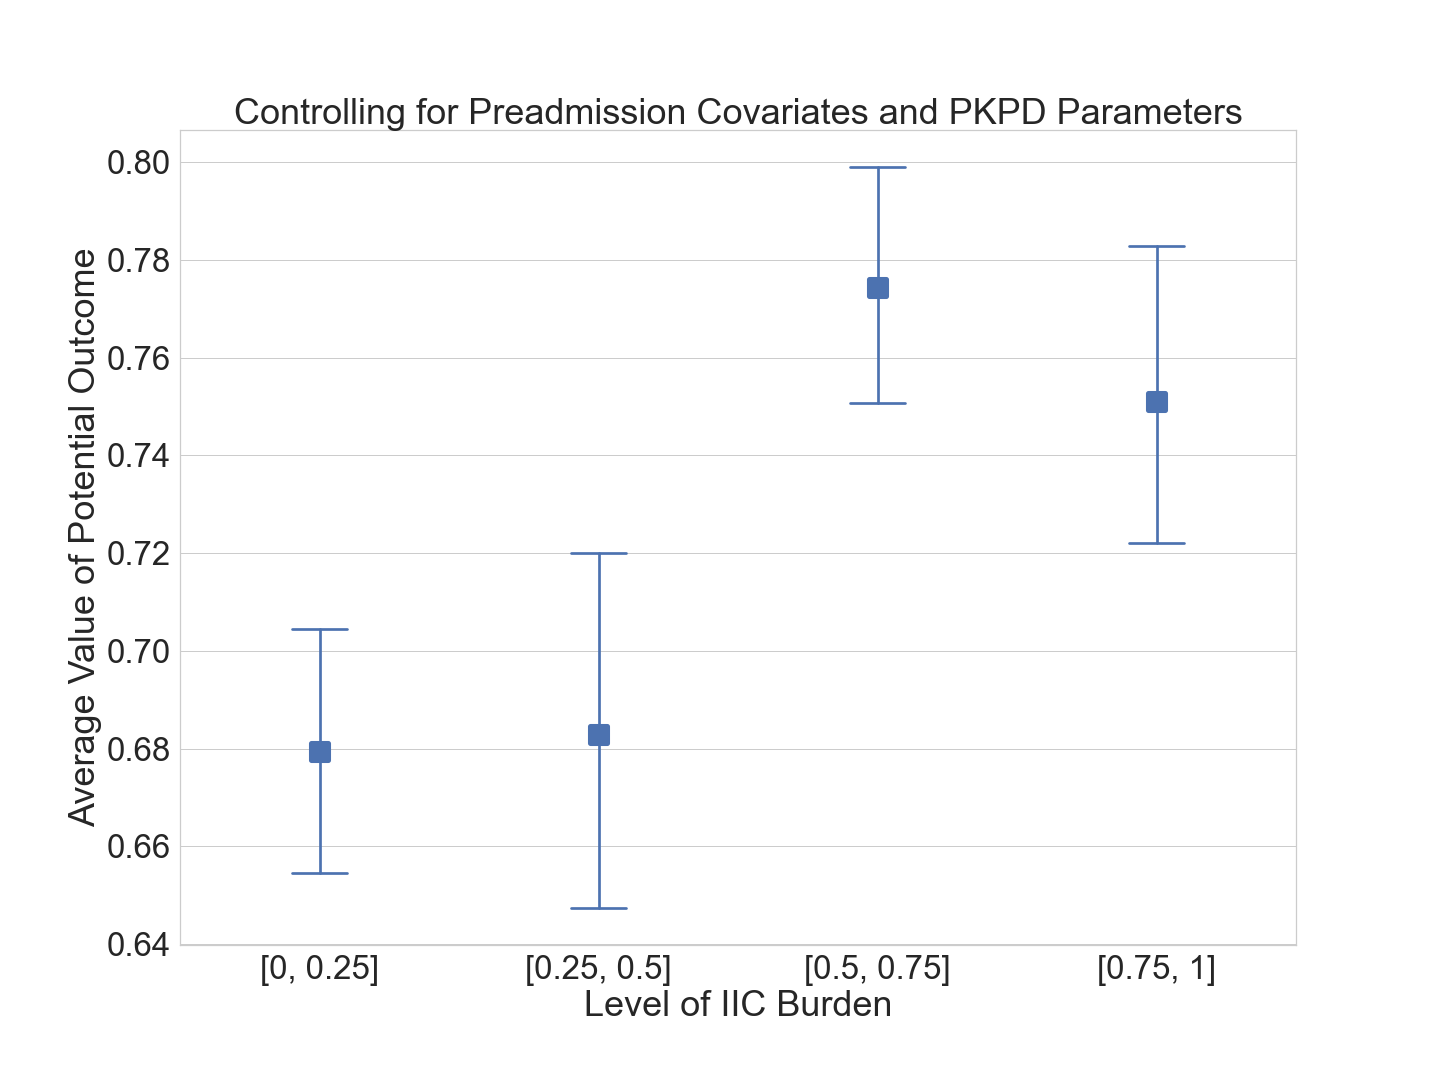 Controlling for Preadmission Covariates and PKPD Parameters
Average Value of Potential Outcome
0.80
0.78
0.76
0.74
0.72
0.70
0.68
0.66
0.64
[0, 0.25] [0.25, 0.5] [0.5, 0.75] [0.75, 1]
Level of IIC Burden